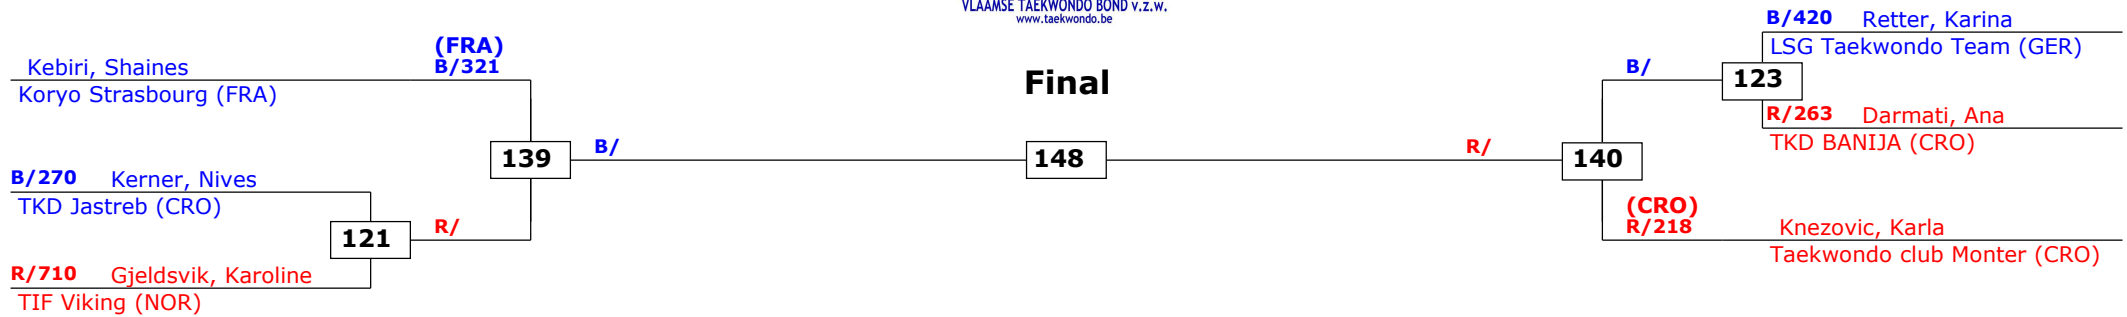 VLAAMSE TAEKWONDO BOND v.z.w.
www.taekwondo.be
Final
Kebiri, Shaines
(FRA)
B/321
Koryo Strasbourg (FRA)
139
B/
B/270 Kerner, Nives
TKD Jastreb (CRO)
121
R/
R/710 Gjeldsvik, Karoline
TIF Viking (NOR)
148
B/420 Retter, Karina
LSG Taekwondo Team (GER)
B/
123
R/263 Darmati, Ana
TKD BANIJA (CRO)
R/
140
(CRO)
R/218 Knezovic, Karla
Taekwondo club Monter (CRO)